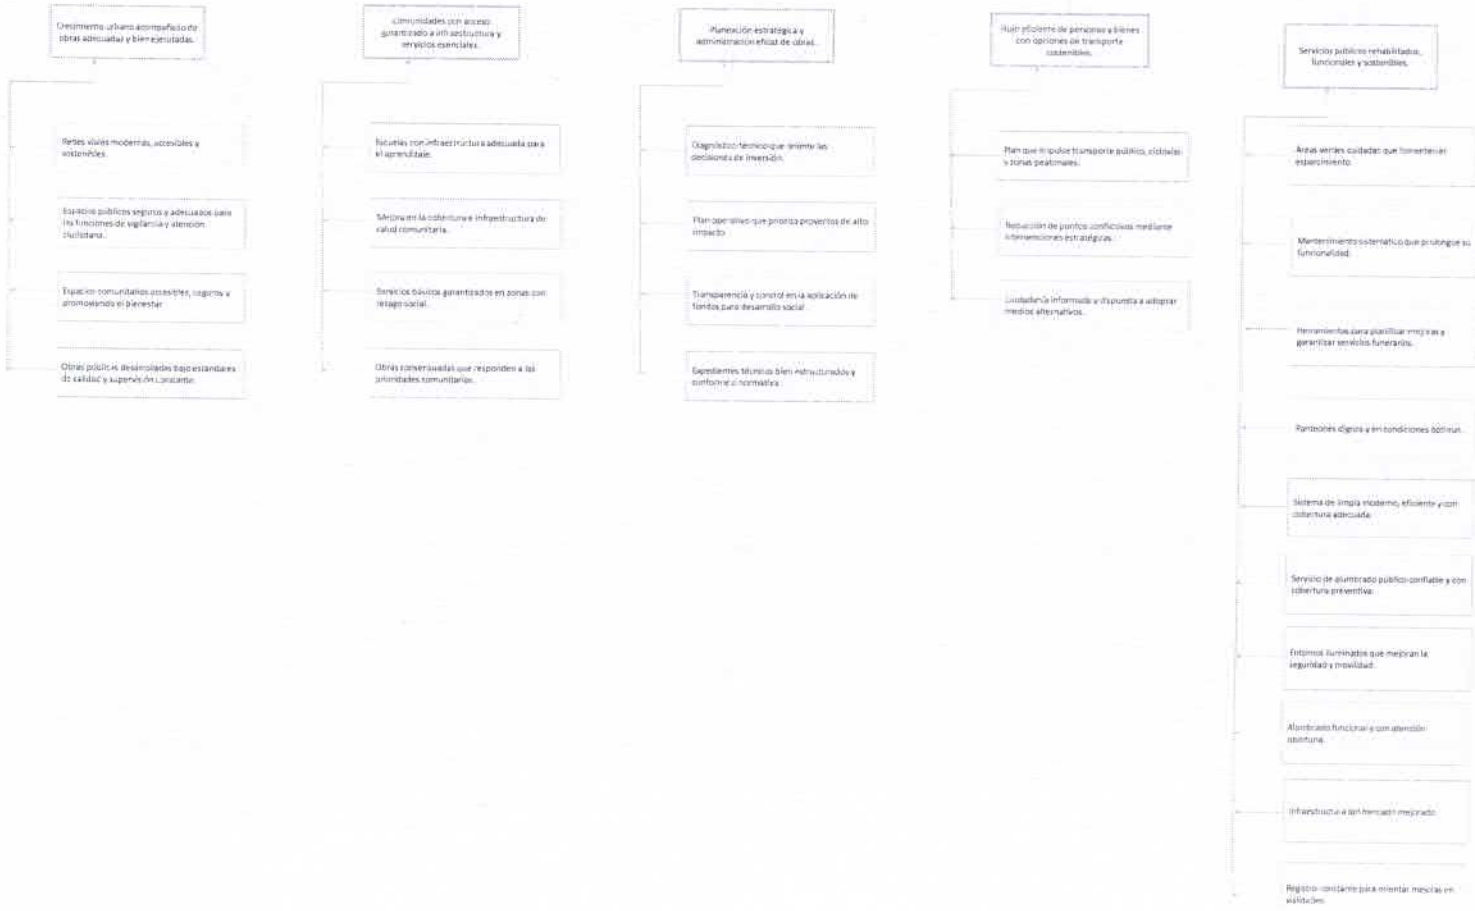 Crecimiento urbano acompañado de
obras adecuadas y bien ejecutadas.
Redes viales modernas, accesibles y
sostenibles.
Espacios públicos seguros y adecuados para
las funciones de vigilancia y atención
ciudadana.
Espacios comunitarios accesibles, seguros y
promoviendo el bienestar.
Obras públicas desarrolladas bajo estándares
de calidad y supervisión constante.
Comunidades con acceso
garantizado a infraestructura y
servicios esenciales.
Escuelas con infraestructura adecuada para
el aprendizaje.
Mejora en la cobertura e infraestructura de
salud comunitaria.
Servicios básicos garantizados en zonas con
rezago social.
Obras consensuadas que responden a las
prioridades comunitarias.
Planeación estratégica y
administración eficaz de obras.
Diagnóstico técnico que oriente las
decisiones de inversión.
Plan operativo que prioriza proyectos de alto
impacto.
Transparencia y control en la aplicación de
fondos para desarrollo social.
Expedientes técnicos bien estructurados y
conforme a normativa.
Flujo eficiente de personas y bienes
con opciones de transporte
sostenibles.
Plan que impulse transporte público, ciclovías
y zonas peatonales.
Reducción de puntos conflictivos mediante
intervenciones estratégicas.
Ciudadanía informada y dispuesta a adoptar
medios alternativos.
Servicios públicos rehabilitados,
funcionales y sostenibles.
Áreas verdes cuidadas que fomenten el
esparcimiento.
Mantenimiento sistemático que prolongue su
funcionalidad.
Herramientas para planificar mejoras y
garantizar servicios funerarios.
Panteones dignos y en condiciones óptimas.
Sistema de limpia moderno, eficiente y con
cobertura adecuada.
Servicio de alumbrado público confiable y con
cobertura preventiva.
Entornos iluminados que mejoran la
seguridad y movilidad.
Alumbrado funcional y con atención
oportuna.
Infraestructura del mercado mejorado.
Registro constante para orientar mejoras en
vialidades.